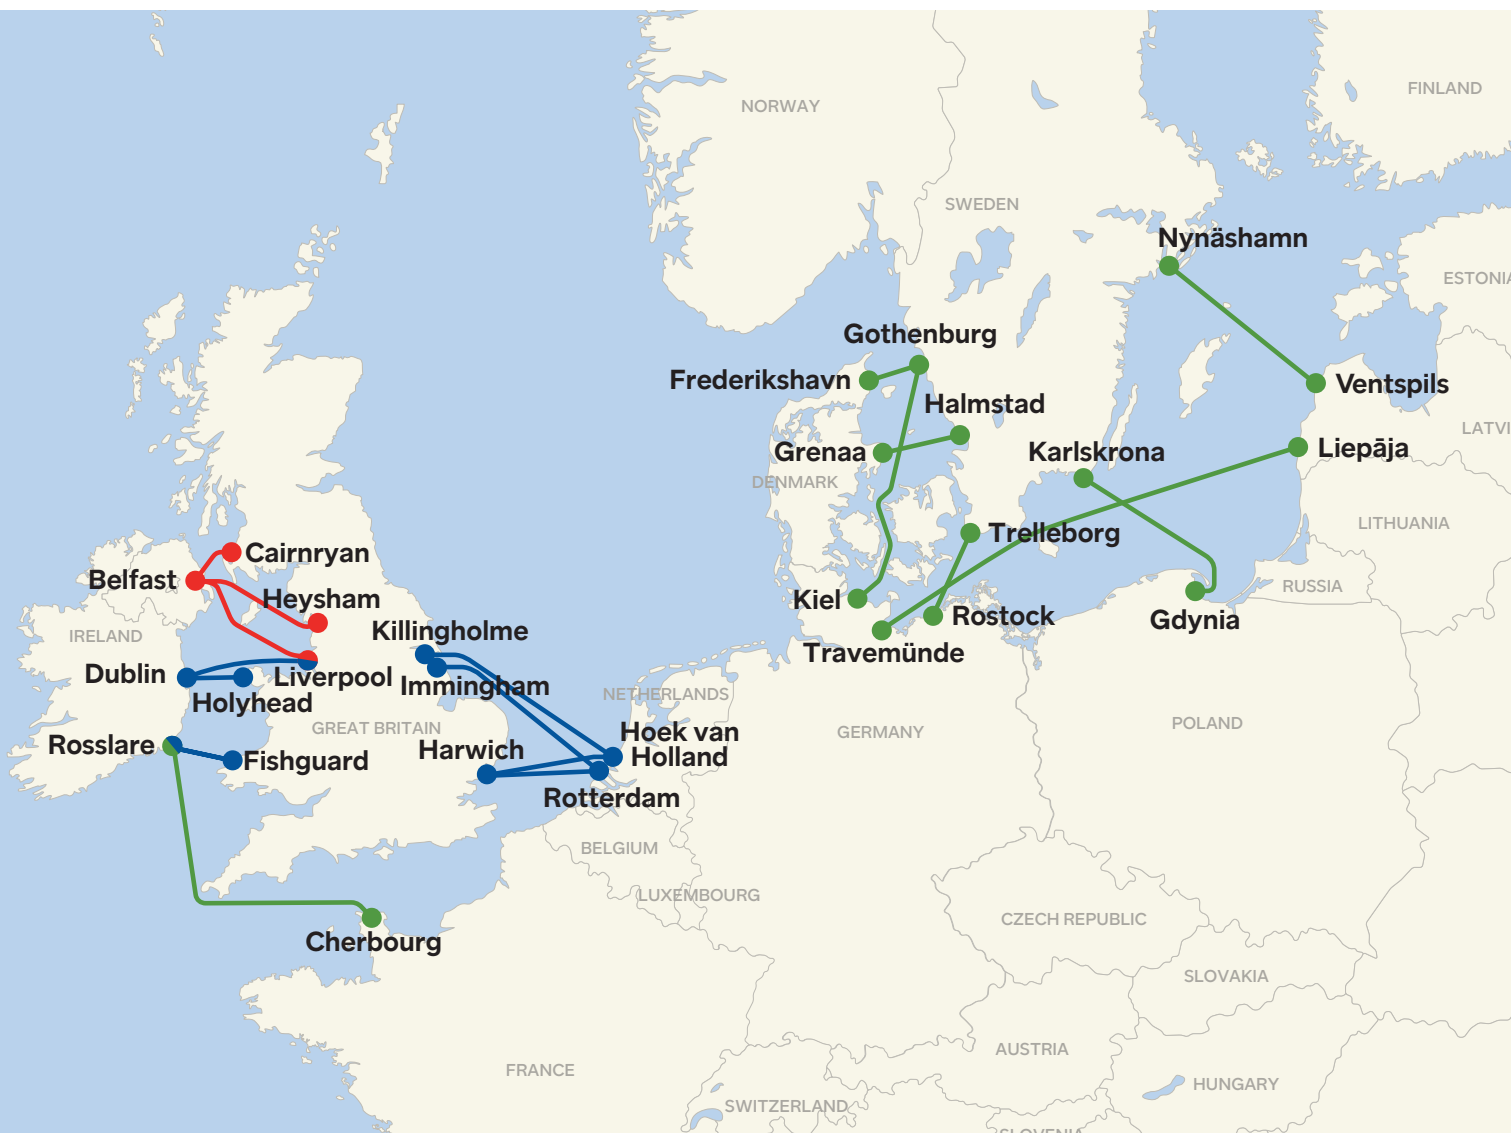 FINLAND
NORWAY
SWEDEN
Nynäshamn
ESTONIA
Gothenburg
Frederikshavn
Ventspils
Halmstad
LATVI
Grenaa
Karlskrona
Liepāja
DENMARK
LITHUANIA
Trelleborg
Cairnryan
Belfast
RUSSIA
Heysham
Kiel
Rostock
Gdynia
Killingholme
IRELAND
Travemünde
Dublin
Liverpool
Immingham
NETHERLANDS
Holyhead
GREAT BRITAIN
POLAND
Hoek van
Holland
GERMANY
Rosslare
Harwich
Fishguard
Rotterdam
BELGIUM
LUXEMBOURG
CZECH REPUBLIC
Cherbourg
SLOVAKIA
AUSTRIA
FRANCE
HUNGARY
SWITZERLAND
SLOVENIA